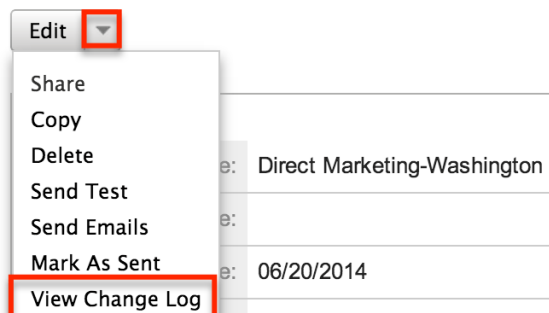 Edit
Share
Copy
Delete
e: Direct Marketing-Washington
Send Test
Send Emails
e:
Mark As Sent
e: 06/20/2014
View Change Log